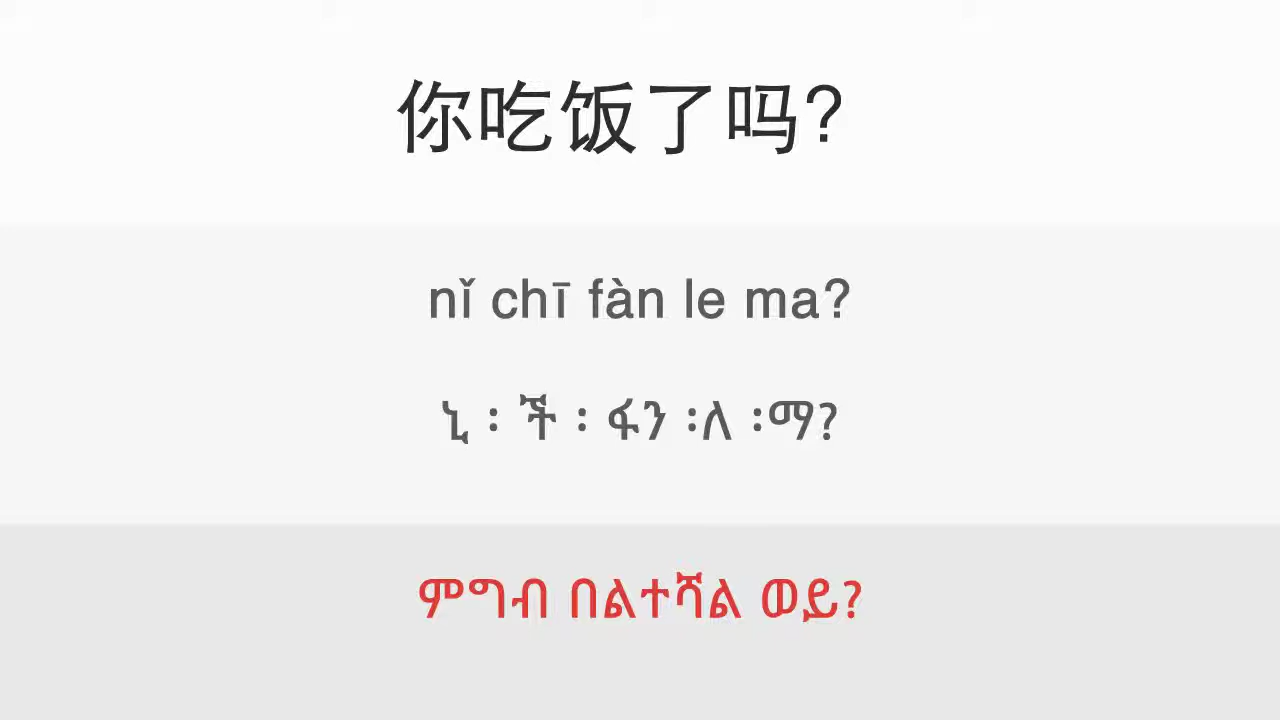 你吃饭了吗?
nǐ chī fàn le ma?
ኒ ፡ ች ፡ ፋን ፡ለ ፡ማ?
ምግብ በልተሻል ወይ?